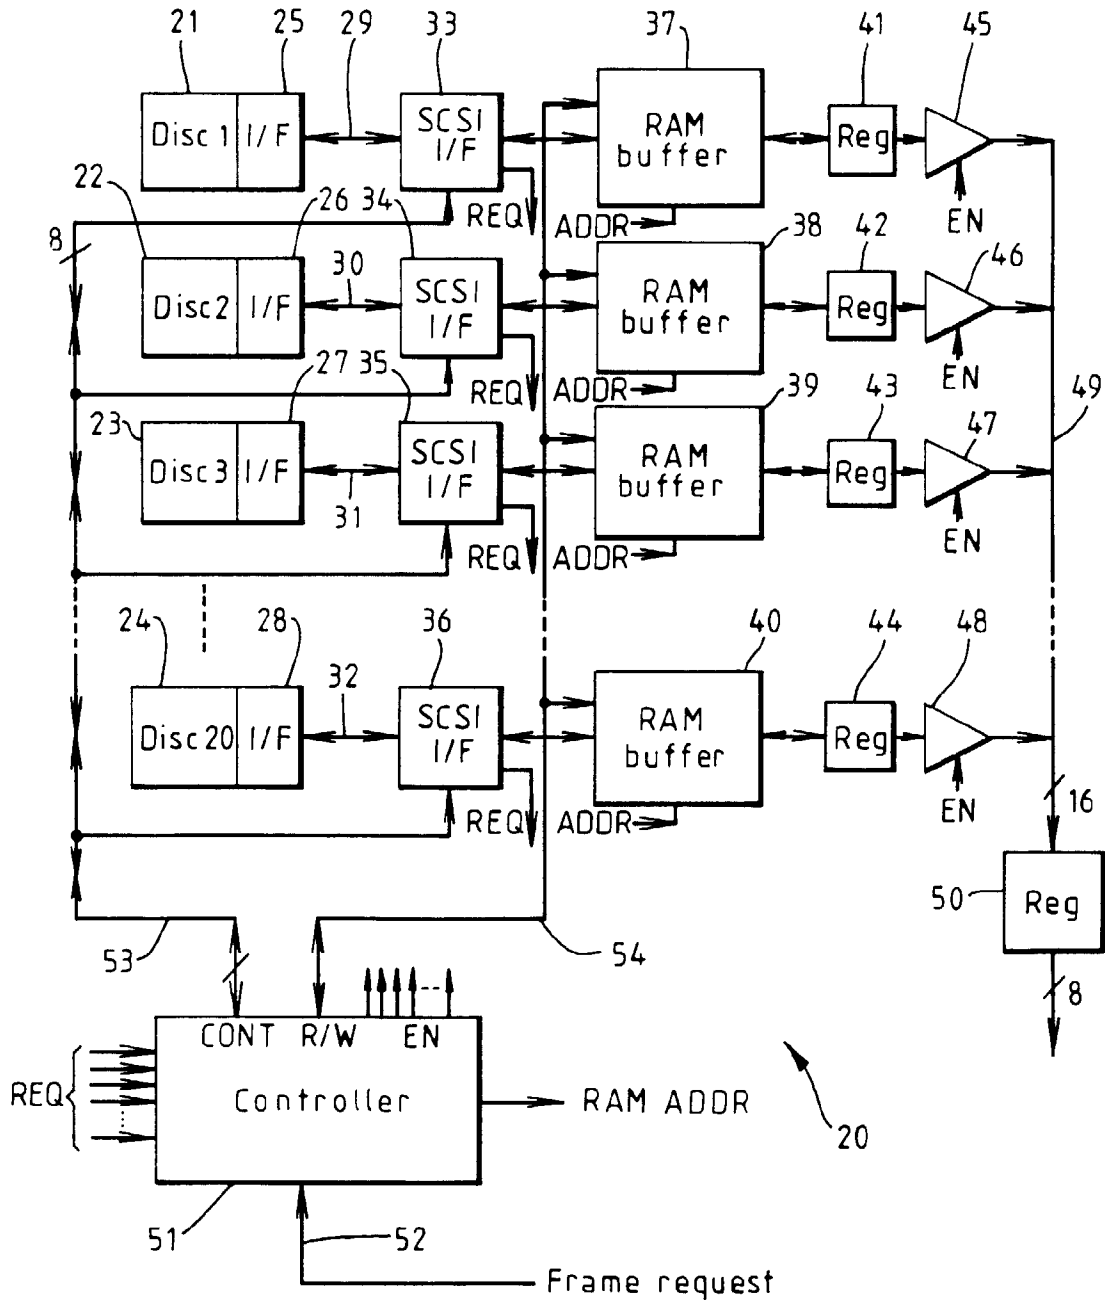 21 25 29 33 37 41 45
Disc 1 I/F SCSI I/F RAM buffer Reg
REQ ADDR EN
8
22 26 34 30 38 42 46
Disc2 I/F SCSI I/F RAM buffer Reg
REQ ADDR EN
23 27 35 31 39 43 47 49
Disc3 I/F SCSI I/F RAM buffer Reg
REQ ADDR EN
24 28 32 36 40 44 48
Disc20 I/F SCSI I/F RAM buffer Reg
REQ ADDR EN
16
50 Reg
8
53 54
CONT R/W EN
REQ Controller RAM ADDR
20
51 52
Frame request